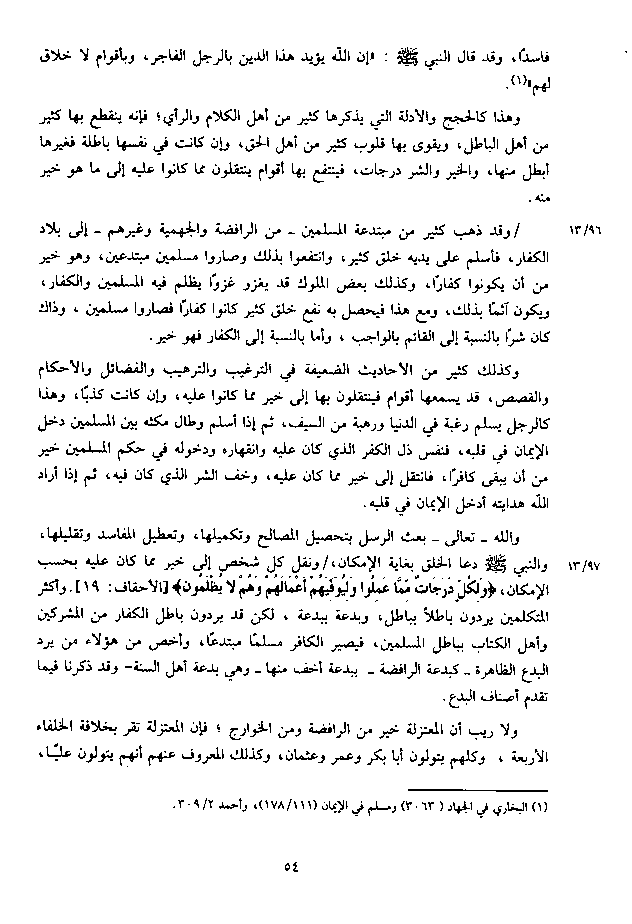 فاسدًا، وقد قال النبي ﷺ : «إن الله يؤيد هذا الدين بالرجل الفاجر، وبأقوام لا خلاق
لهم»(١).
وهذا كالحجج والأدلة التي يذكرها كثير من أهل الكلام والرأي؛ فإنه ينقطع بها كثير
من أهل الباطل، ويقوى بها قلوب كثير من أهل الحق، وإن كانت في نفسها باطلة فغيرها
أبطل منها، والخير والشر درجات، فينتفع بها أقوام ينتقلون مما كانوا عليه إلى ما هو خير
منه.
١٣/٩٦ /وقد ذهب كثير من مبتدعة المسلمين ـ من الرافضة والجهمية وغيرهم ـ إلى بلاد
الكفار، فأسلم على يديه خلق كثير، وانتفعوا بذلك وصاروا مسلمين مبتدعين، وهو خير
من أن يكونوا كفارًا، وكذلك بعض الملوك قد يغزو غزوًا يظلم فيه المسلمين والكفار،
ويكون آثمًا بذلك، ومع هذا فيحصل به نفع خلق كثير كانوا كفارًا فصاروا مسلمين ، وذاك
كان شرًا بالنسبة إلى القائم بالواجب ، وأما بالنسبة إلى الكفار فهو خير.
وكذلك كثير من الأحاديث الضعيفة في الترغيب والترهيب والفضائل والأحكام
والقصص، قد يسمعها أقوام فينتقلون بها إلى خير مما كانوا عليه، وإن كانت كذبًا، وهذا
كالرجل يسلم رغبة في الدنيا ورهبة من السيف، ثم إذا أسلم وطال مكثه بين المسلمين دخل
الإيمان في قلبه، فنفس ذل الكفر الذي كان عليه وانقهاره ودخوله في حكم المسلمين خير
من أن يبقى كافرًا، فانتقل إلى خير مما كان عليه، وخف الشر الذي كان فيه، ثم إذا أراد
الله هدايته أدخل الإيمان في قلبه.
والله ـ تعالى ـ بعث الرسل بتحصيل المصالح وتكميلها، وتعطيل المفاسد وتقليلها،
١٣/٩٧ والنبي ﷺ دعا الخلق بغاية الإمكان،/ونقل كل شخص إلى خير مما كان عليه بحسب
الإمكان، ﴿وَلِكُلٍّ دَرَجَاتٌ مِّمَّا عَمِلُوا وَلِيُوَفِّيَهُمْ أَعْمَالَهُمْ وَهُمْ لا يُظْلَمُون﴾ [الأحقاف: ١٩]. وأكثر
المتكلمين يردون باطلاً بباطل، وبدعة ببدعة ، لكن قد يردون باطل الكفار من المشركين
وأهل الكتاب بباطل المسلمين، فيصير الكافر مسلمًا مبتدعًا، وأخص من هؤلاء من يرد
البدع الظاهرة ـ كبدعة الرافضة ـ ببدعة أخف منها ـ وهي بدعة أهل السنة- وقد ذكرنا فيما
تقدم أصناف البدع.
ولا ريب أن المعتزلة خير من الرافضة ومن الخوارج ؛ فإن المعتزلة تقر بخلافة الخلفاء
الأربعة ، وكلهم يتولون أبا بكر وعمر وعثمان، وكذلك المعروف عنهم أنهم يتولون عليًا،
(١) البخاري في الجهاد ( ٣٠٦٣) ومسلم في الإيمان (١٧٨/١١١)، وأحمد ٣٠٩/٢.
٥٤